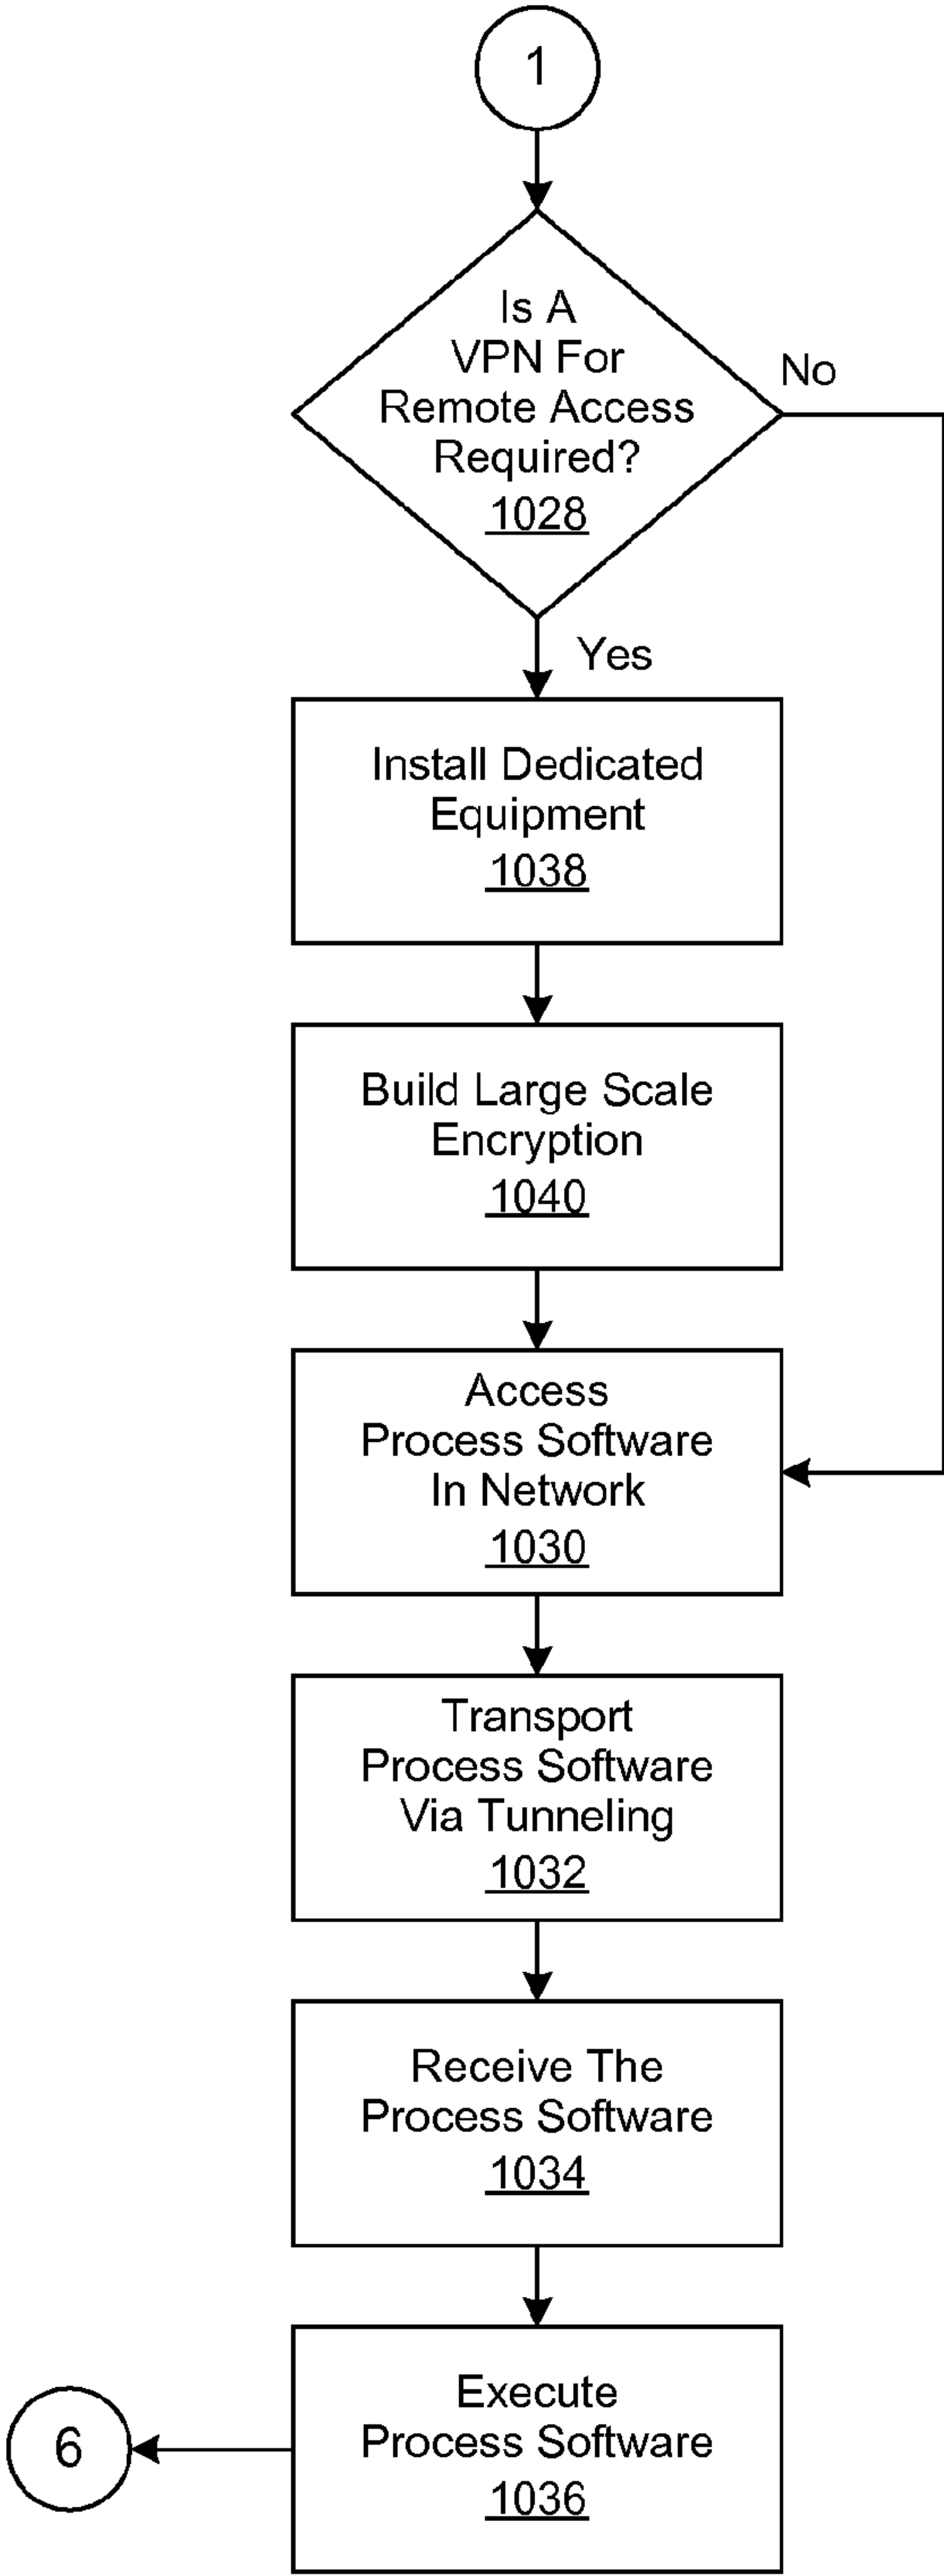 1
Is A
VPN For
Remote Access
Required?
1028
No
Yes
Install Dedicated
Equipment
1038
Build Large Scale
Encryption
1040
Access
Process Software
In Network
1030
Transport
Process Software
Via Tunneling
1032
Receive The
Process Software
1034
Execute
Process Software
1036
6